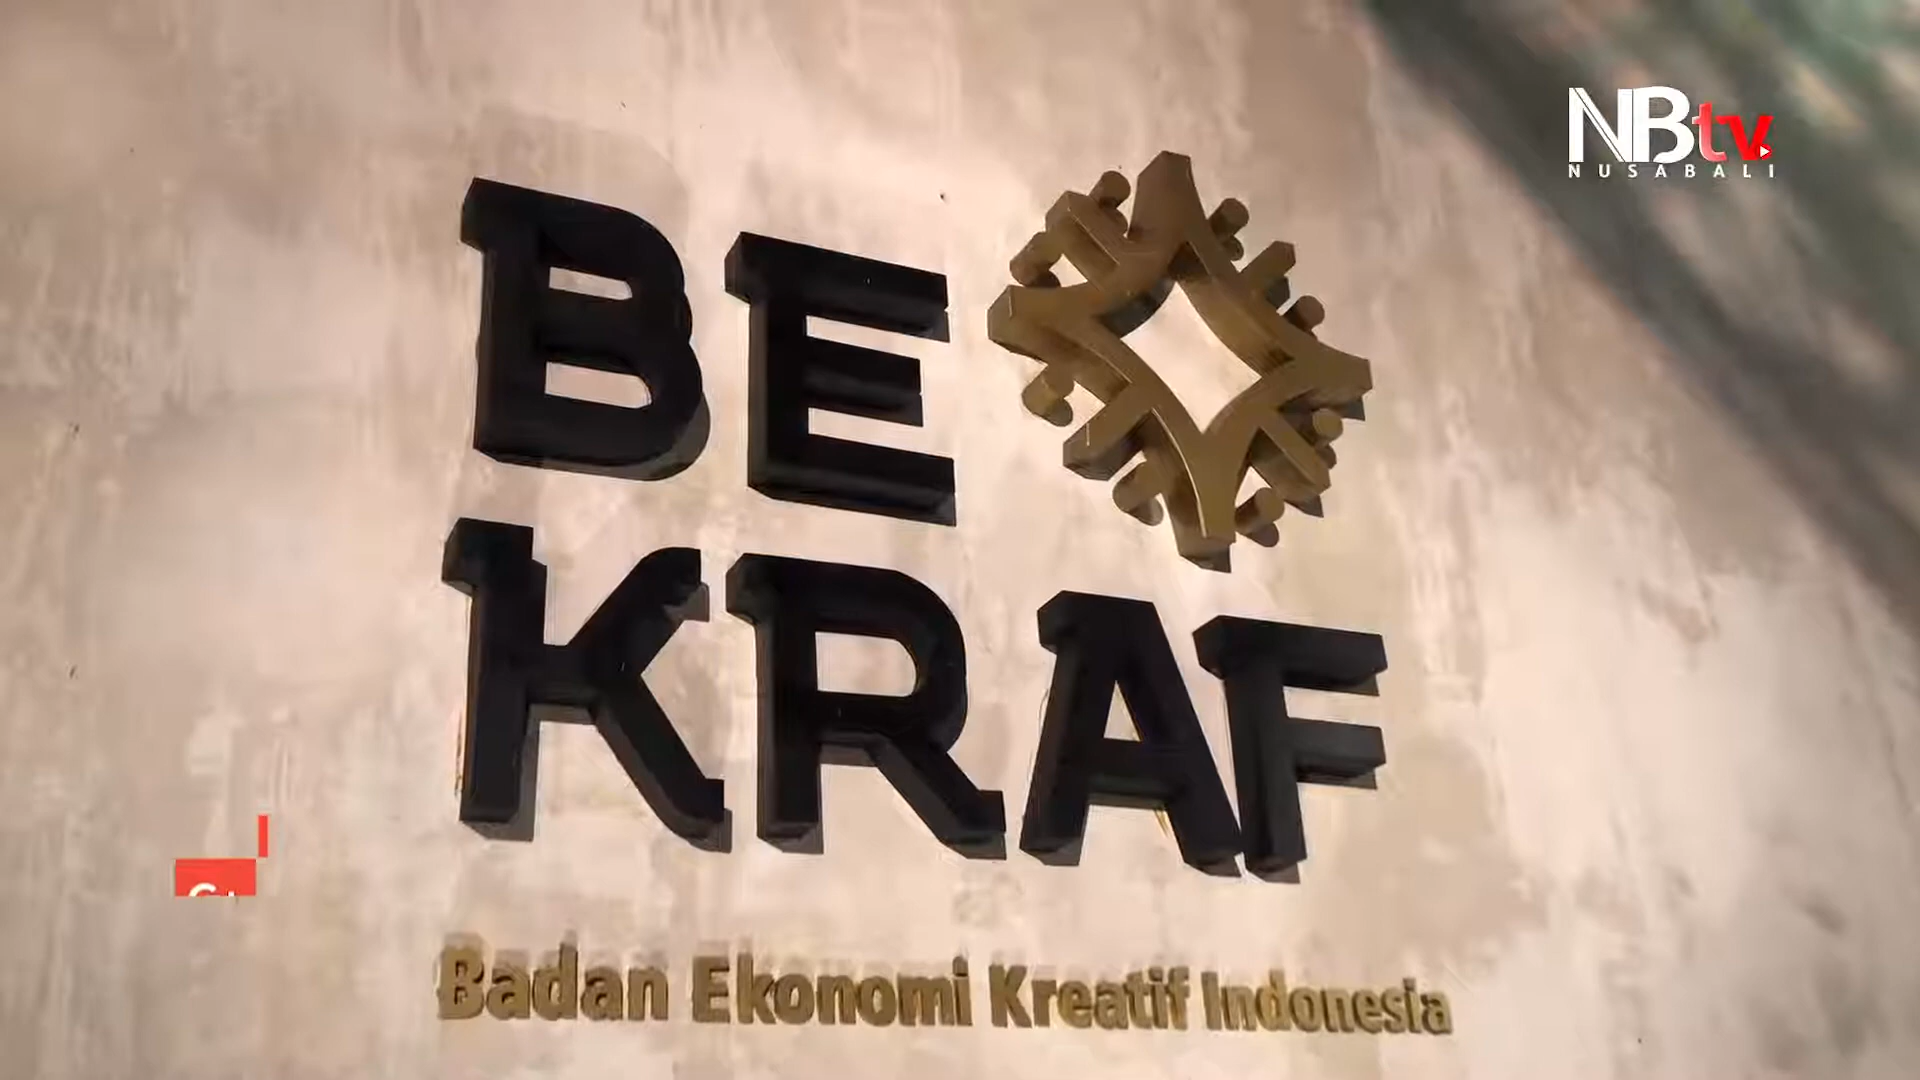 NBtv
NUSABALI
BE
KRAF
Badan Ekonomi Kreatif Indonesia